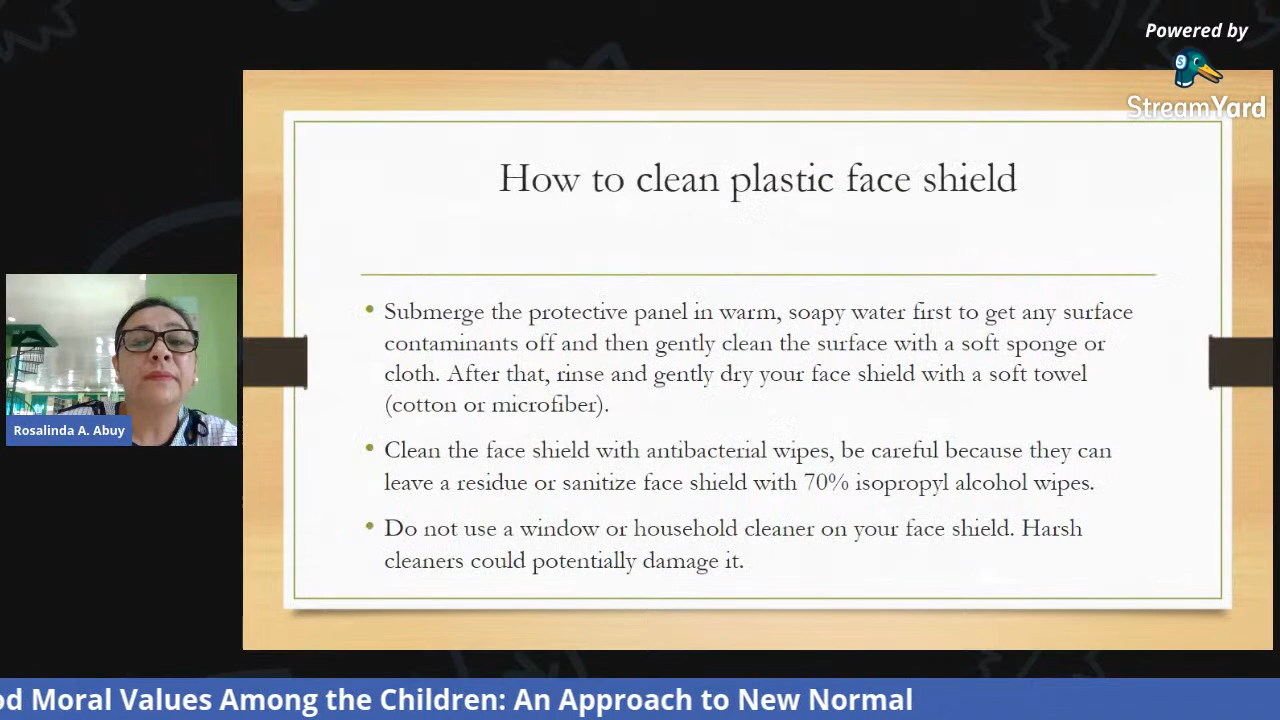 Powered by
StreamYard
How to clean plastic face shield
• Submerge the protective panel in warm, soapy water first to get any surface
contaminants off and then gently clean the surface with a soft sponge or
cloth. After that, rinse and gently dry your face shield with a soft towel
(cotton or microfiber).
• Clean the face shield with antibacterial wipes, be careful because they can
leave a residue or sanitize face shield with 70% isopropyl alcohol wipes.
• Do not use a window or household cleaner on your face shield. Harsh
cleaners could potentially damage it.
Rosalinda A. Abuy
od Moral Values Among the Children: An Approach to New Normal